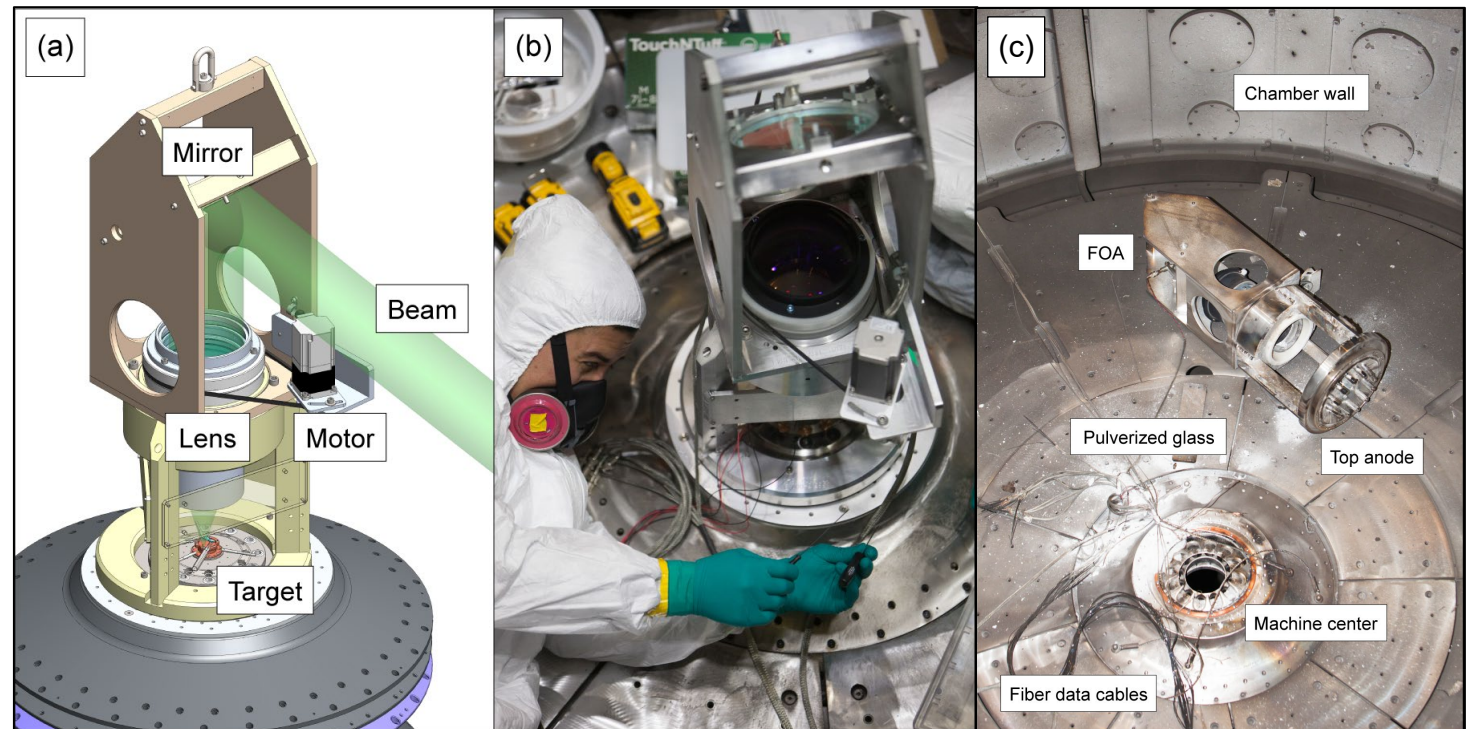 (a)
Mirror
Beam
Lens
Motor
Target
(b)
TouchNTuff
M
(c)
Chamber wall
FOA
Pulverized glass
Top anode
Machine center
Fiber data cables